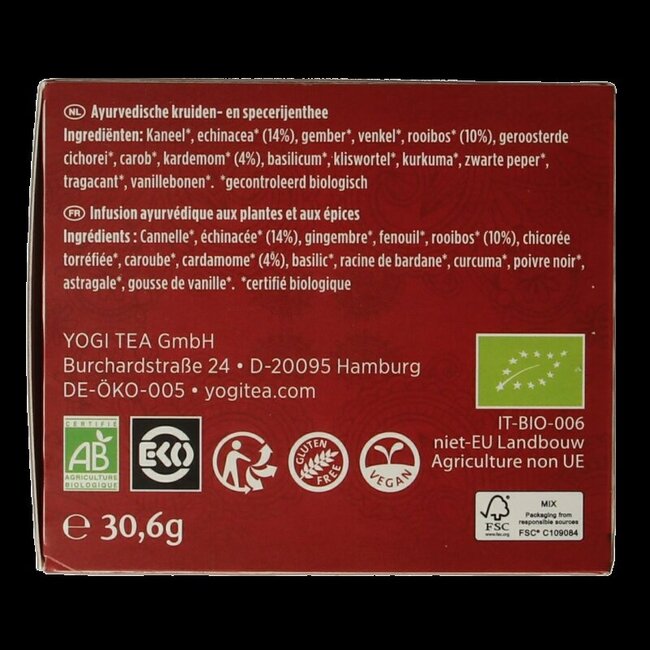 NL Ayurvedische kruiden- en specerijenthee
Ingrediënten: Kaneel*, echinacea* (14%), gember*, venkel*, rooibos* (10%), geroosterde
cichorei*, carob*, kardemom* (4%), basilicum*, kliswortel*, kurkuma*, zwarte peper*,
tragacant*, vanillebonen*. *gecontroleerd biologisch
FR Infusion ayurvédique aux plantes et aux épices
Ingrédients : Cannelle*, échinacée* (14%), gingembre*, fenouil*, rooibos* (10%), chicorée
torréfiée*, caroube*, cardamome* (4%), basilic*, racine de bardane*, curcuma*, poivre noir*,
astragale*, gousse de vanille*. *certifié biologique
YOGI TEA GmbH
Burchardstraße 24 • D-20095 Hamburg
DE-ÖKO-005 • yogitea.com
IT-BIO-006
niet-EU Landbouw
Agriculture non UE
CERTIFIÉ
AB
AGRICULTURE
BIOLOGIQUE
EKO
GLUTEN
FREE
VEGAN
℮ 30,6g
FSC
www.fsc.org
MIX
Packaging from
responsible sources
FSC® C109084